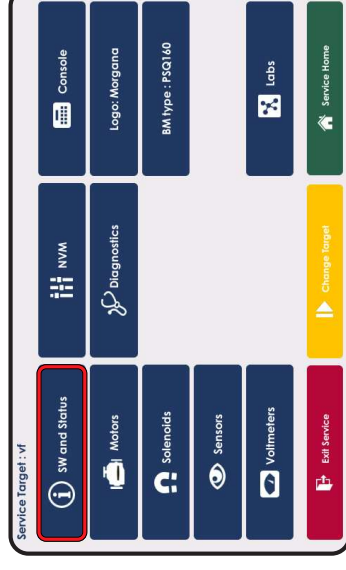 Service Target : vf
SW and Status
NVM
Console
Motors
Diagnostics
Logo: Morgana
Solenoids
BM type : PSQ160
Sensors
Voltmeters
Labs
Exit Service
Change Target
Service Home